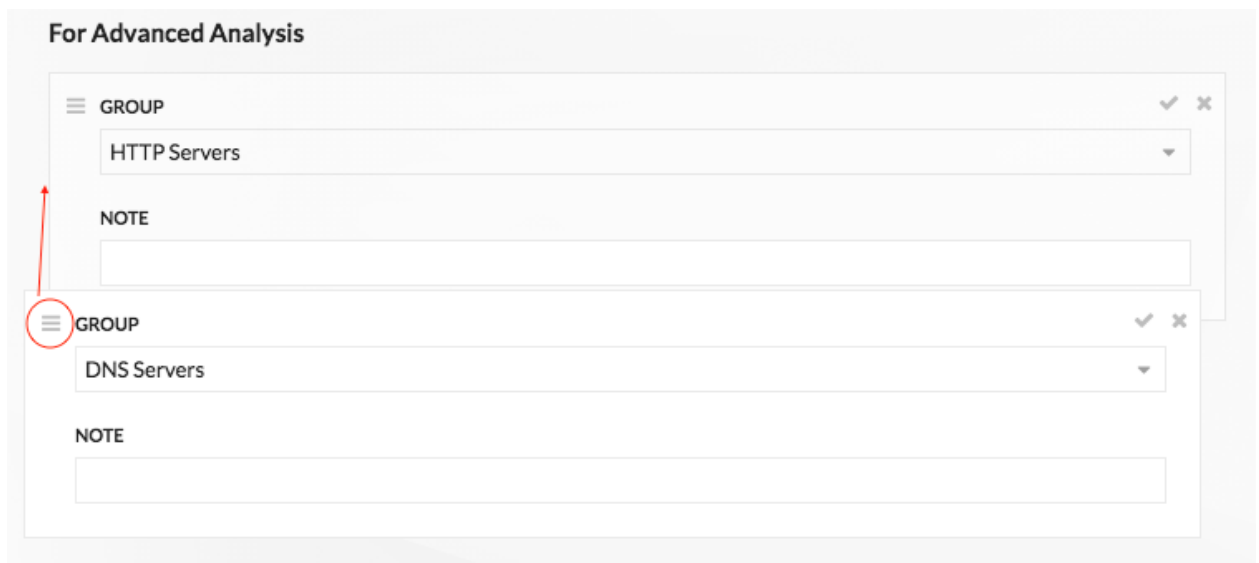 For Advanced Analysis
GROUP
HTTP Servers
NOTE
GROUP
DNS Servers
NOTE